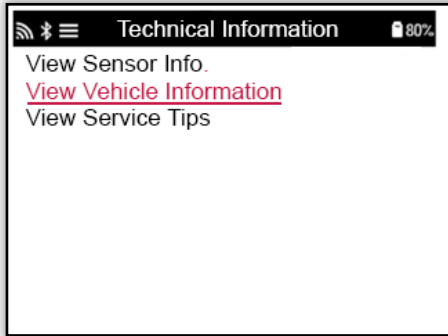 Technical Information 80%
View Sensor Info.
View Vehicle Information
View Service Tips